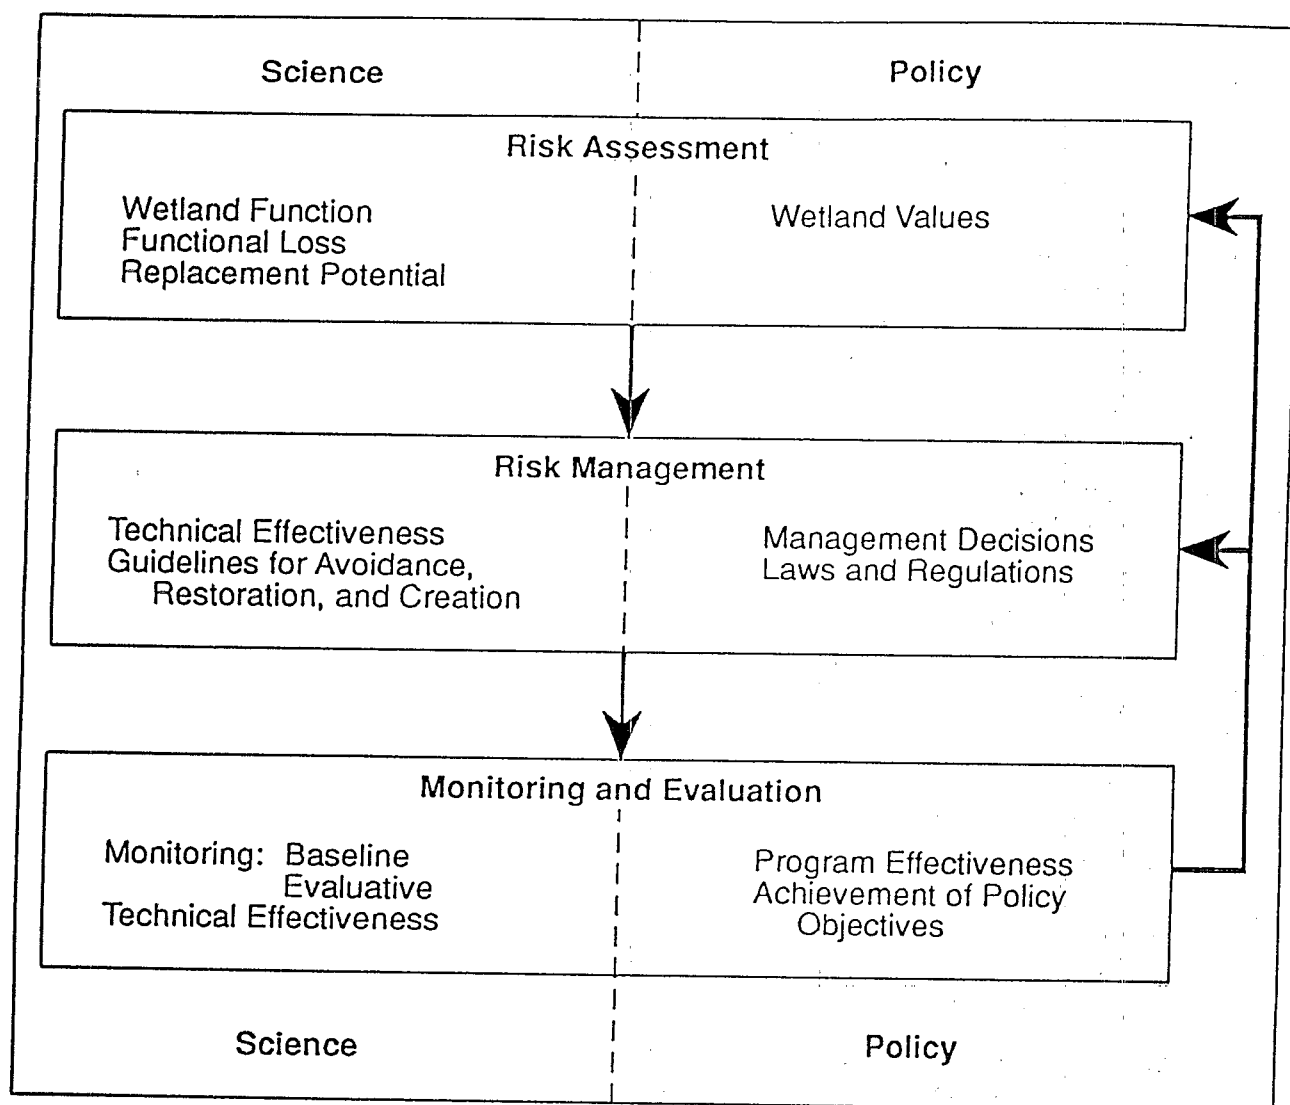 Science
Policy
Risk Assessment
Wetland Function
Functional Loss
Replacement Potential
Wetland Values
Risk Management
Technical Effectiveness
Guidelines for Avoidance,
Restoration, and Creation
Management Decisions
Laws and Regulations
Monitoring and Evaluation
Monitoring: Baseline
Evaluative
Technical Effectiveness
Program Effectiveness
Achievement of Policy
Objectives
Science
Policy